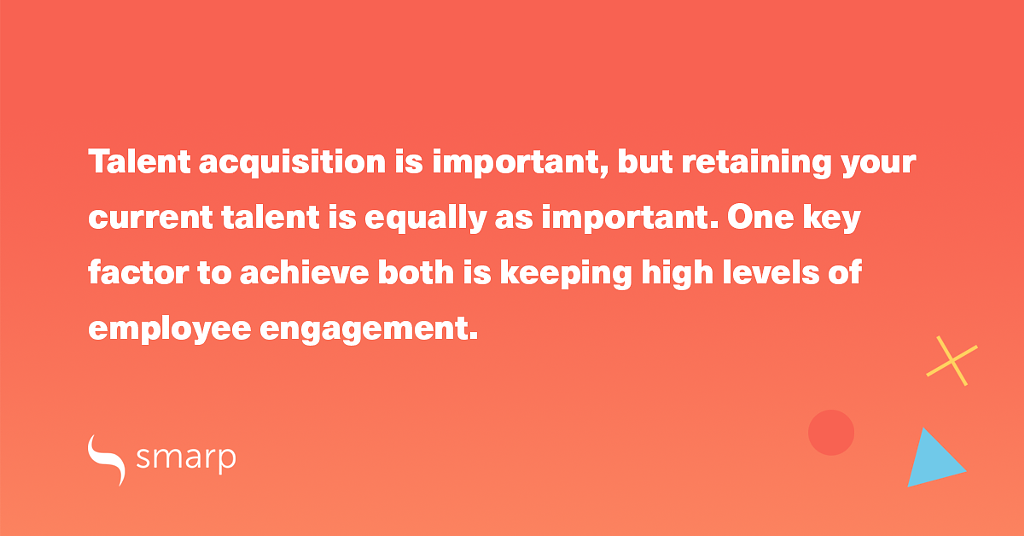 Talent acquisition is important, but retaining your
current talent is equally as important. One key
factor to achieve both is keeping high levels of
employee engagement.
smarp